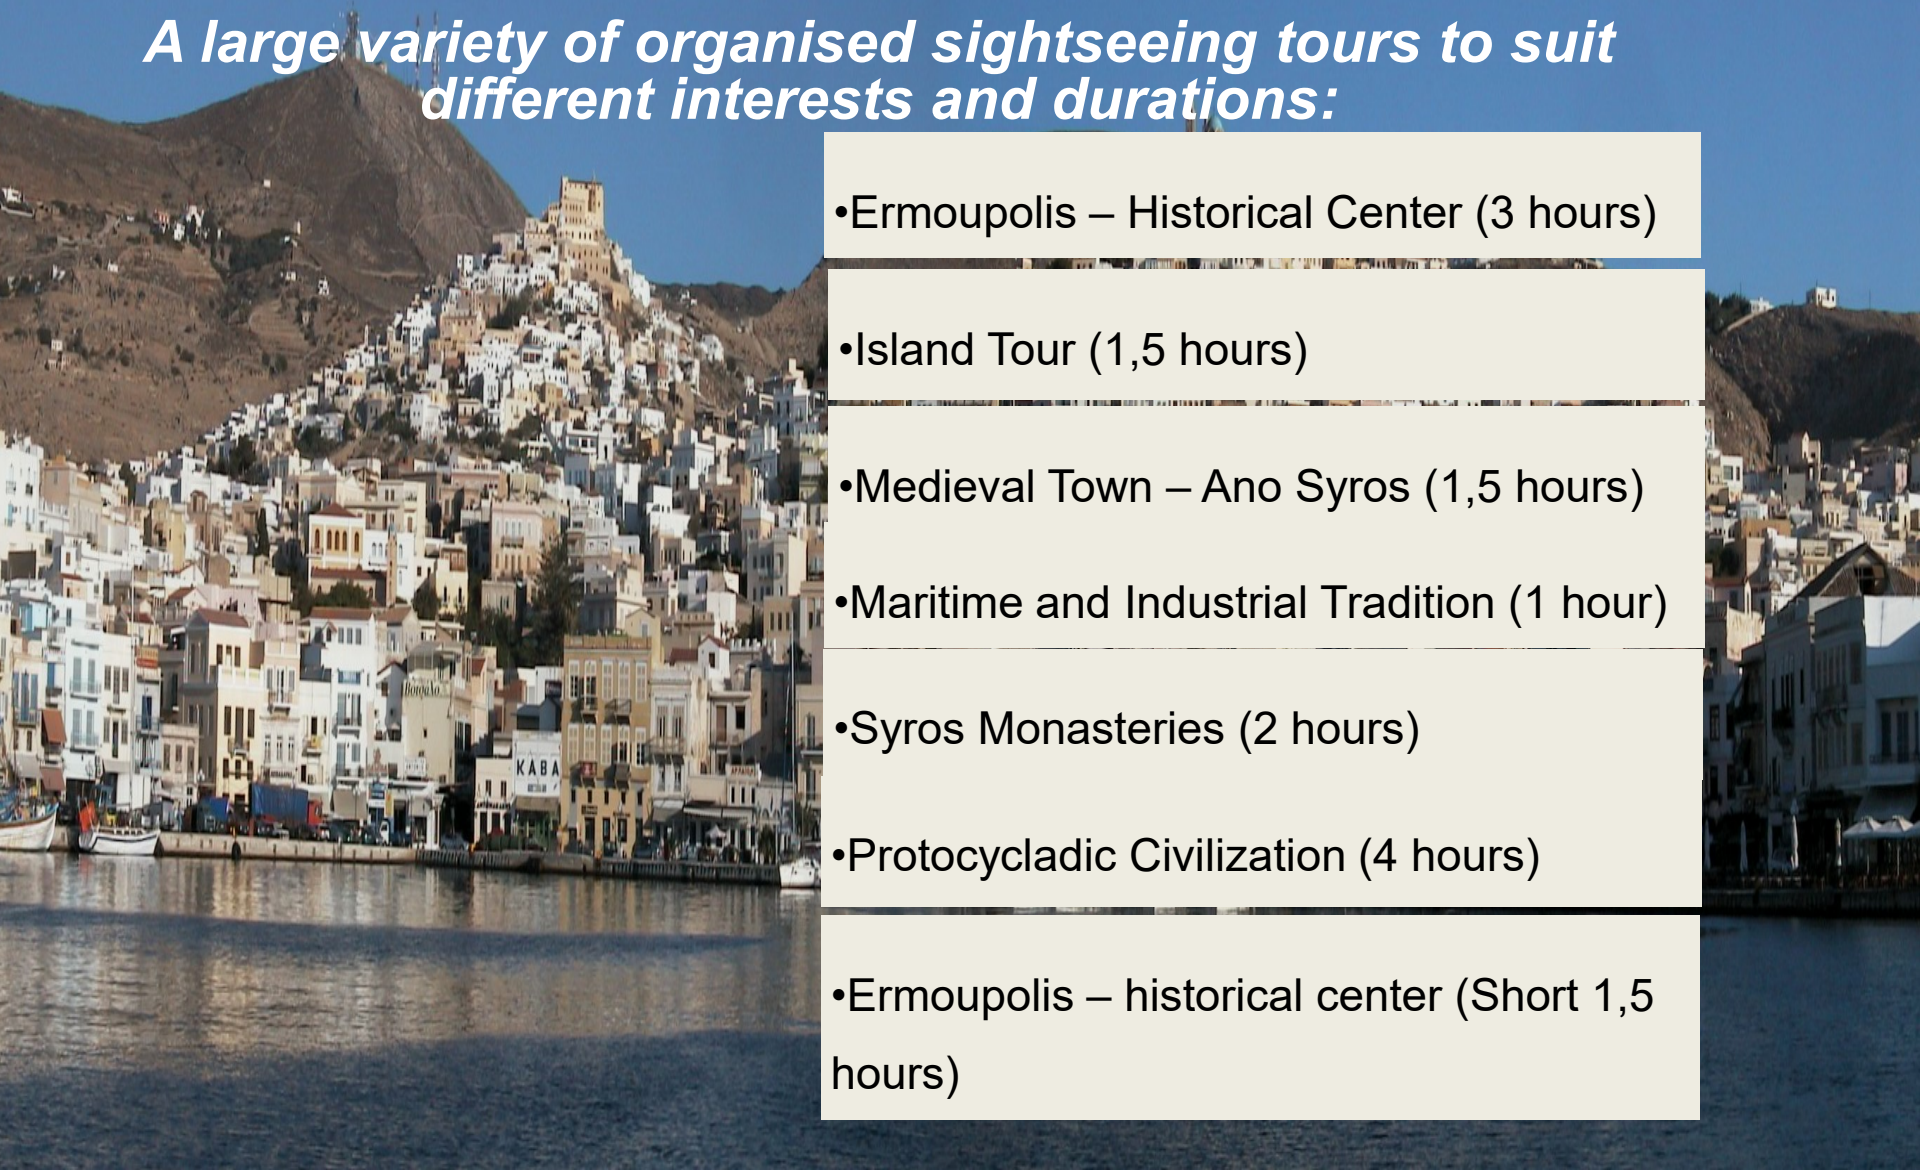 A large variety of organised sightseeing tours to suit
different interests and durations:
•Ermoupolis – Historical Center (3 hours)
•Island Tour (1,5 hours)
•Medieval Town – Ano Syros (1,5 hours)
•Maritime and Industrial Tradition (1 hour)
•Syros Monasteries (2 hours)
•Protocycladic Civilization (4 hours)
•Ermoupolis – historical center (Short 1,5
hours)
KABA